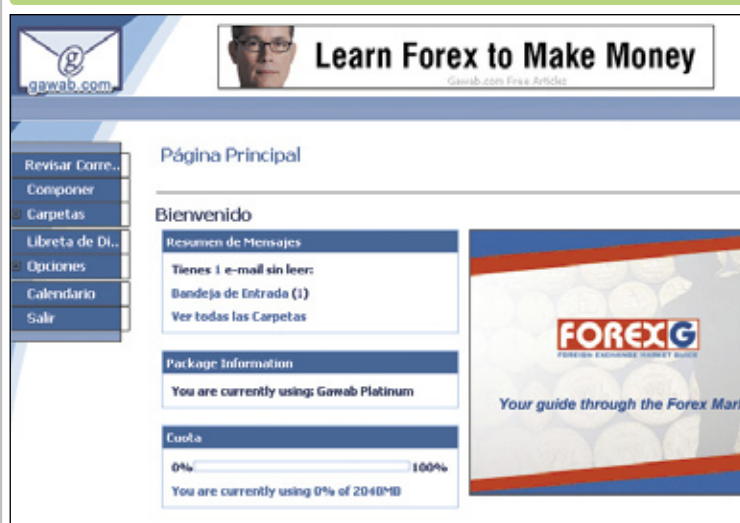 gawab.com
Learn Forex to Make Money
Gawab.com Free Articles
Revisar Corre..
Componer
Carpetas
Libreta de Di..
Opciones
Calendario
Salir
Página Principal
Bienvenido
Resumen de Mensajes
Tienes 1 e-mail sin leer:
Bandeja de Entrada (1)
Ver todas las Carpetas
Package Information
You are currently using: Gawab Platinum
Cuota
0% 100%
You are currently using 0% of 2048MB
FOREXG
FOREIGN EXCHANGE MARKET GUIDE
Your guide through the Forex Mar